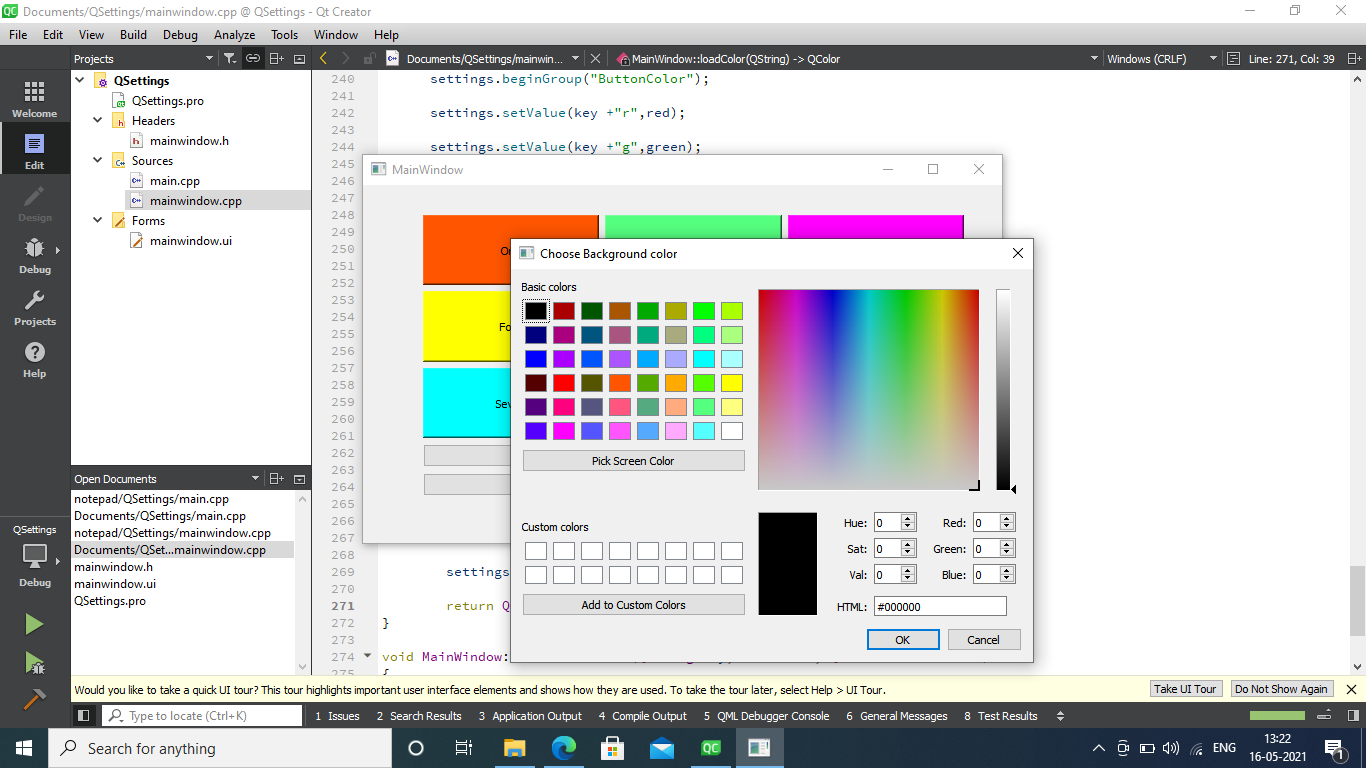 Documents/QSettings/mainwindow.cpp @ QSettings - Qt Creator
File Edit View Build Debug Analyze Tools Window Help
Projects
Documents/QSettings/mainwin...
MainWindow::loadColor(QString) -> QColor
Windows (CRLF)
Line: 271, Col: 39
Welcome
Edit
Design
Debug
Projects
Help
QSettings
Debug
QSettings
QSettings.pro
Headers
mainwindow.h
Sources
main.cpp
mainwindow.cpp
Forms
mainwindow.ui
Open Documents
notepad/QSettings/main.cpp
Documents/QSettings/main.cpp
notepad/QSettings/mainwindow.cpp
Documents/QSet...mainwindow.cpp
mainwindow.h
mainwindow.ui
QSettings.pro
240 settings.beginGroup("ButtonColor");
241
242 settings.setValue(key +"r",red);
243
244 settings.setValue(key +"g",green);
245
246
247
248
249
250
251
252
253
254
255
256
257
258
259
260
261
262
263
264
265
266
267
268
269 settings
270
271 return Q
272 }
273
274 void MainWindow:
275 {
MainWindow
Choose Background color
Basic colors
Pick Screen Color
Custom colors
Add to Custom Colors
Hue: 0 Red: 0
Sat: 0 Green: 0
Val: 0 Blue: 0
HTML: #000000
OK Cancel
Would you like to take a quick UI tour? This tour highlights important user interface elements and shows how they are used. To take the tour later, select Help > UI Tour.
Take UI Tour
Do Not Show Again
Type to locate (Ctrl+K)
1 Issues 2 Search Results 3 Application Output 4 Compile Output 5 QML Debugger Console 6 General Messages 8 Test Results
Search for anything
ENG
13:22
16-05-2021
1